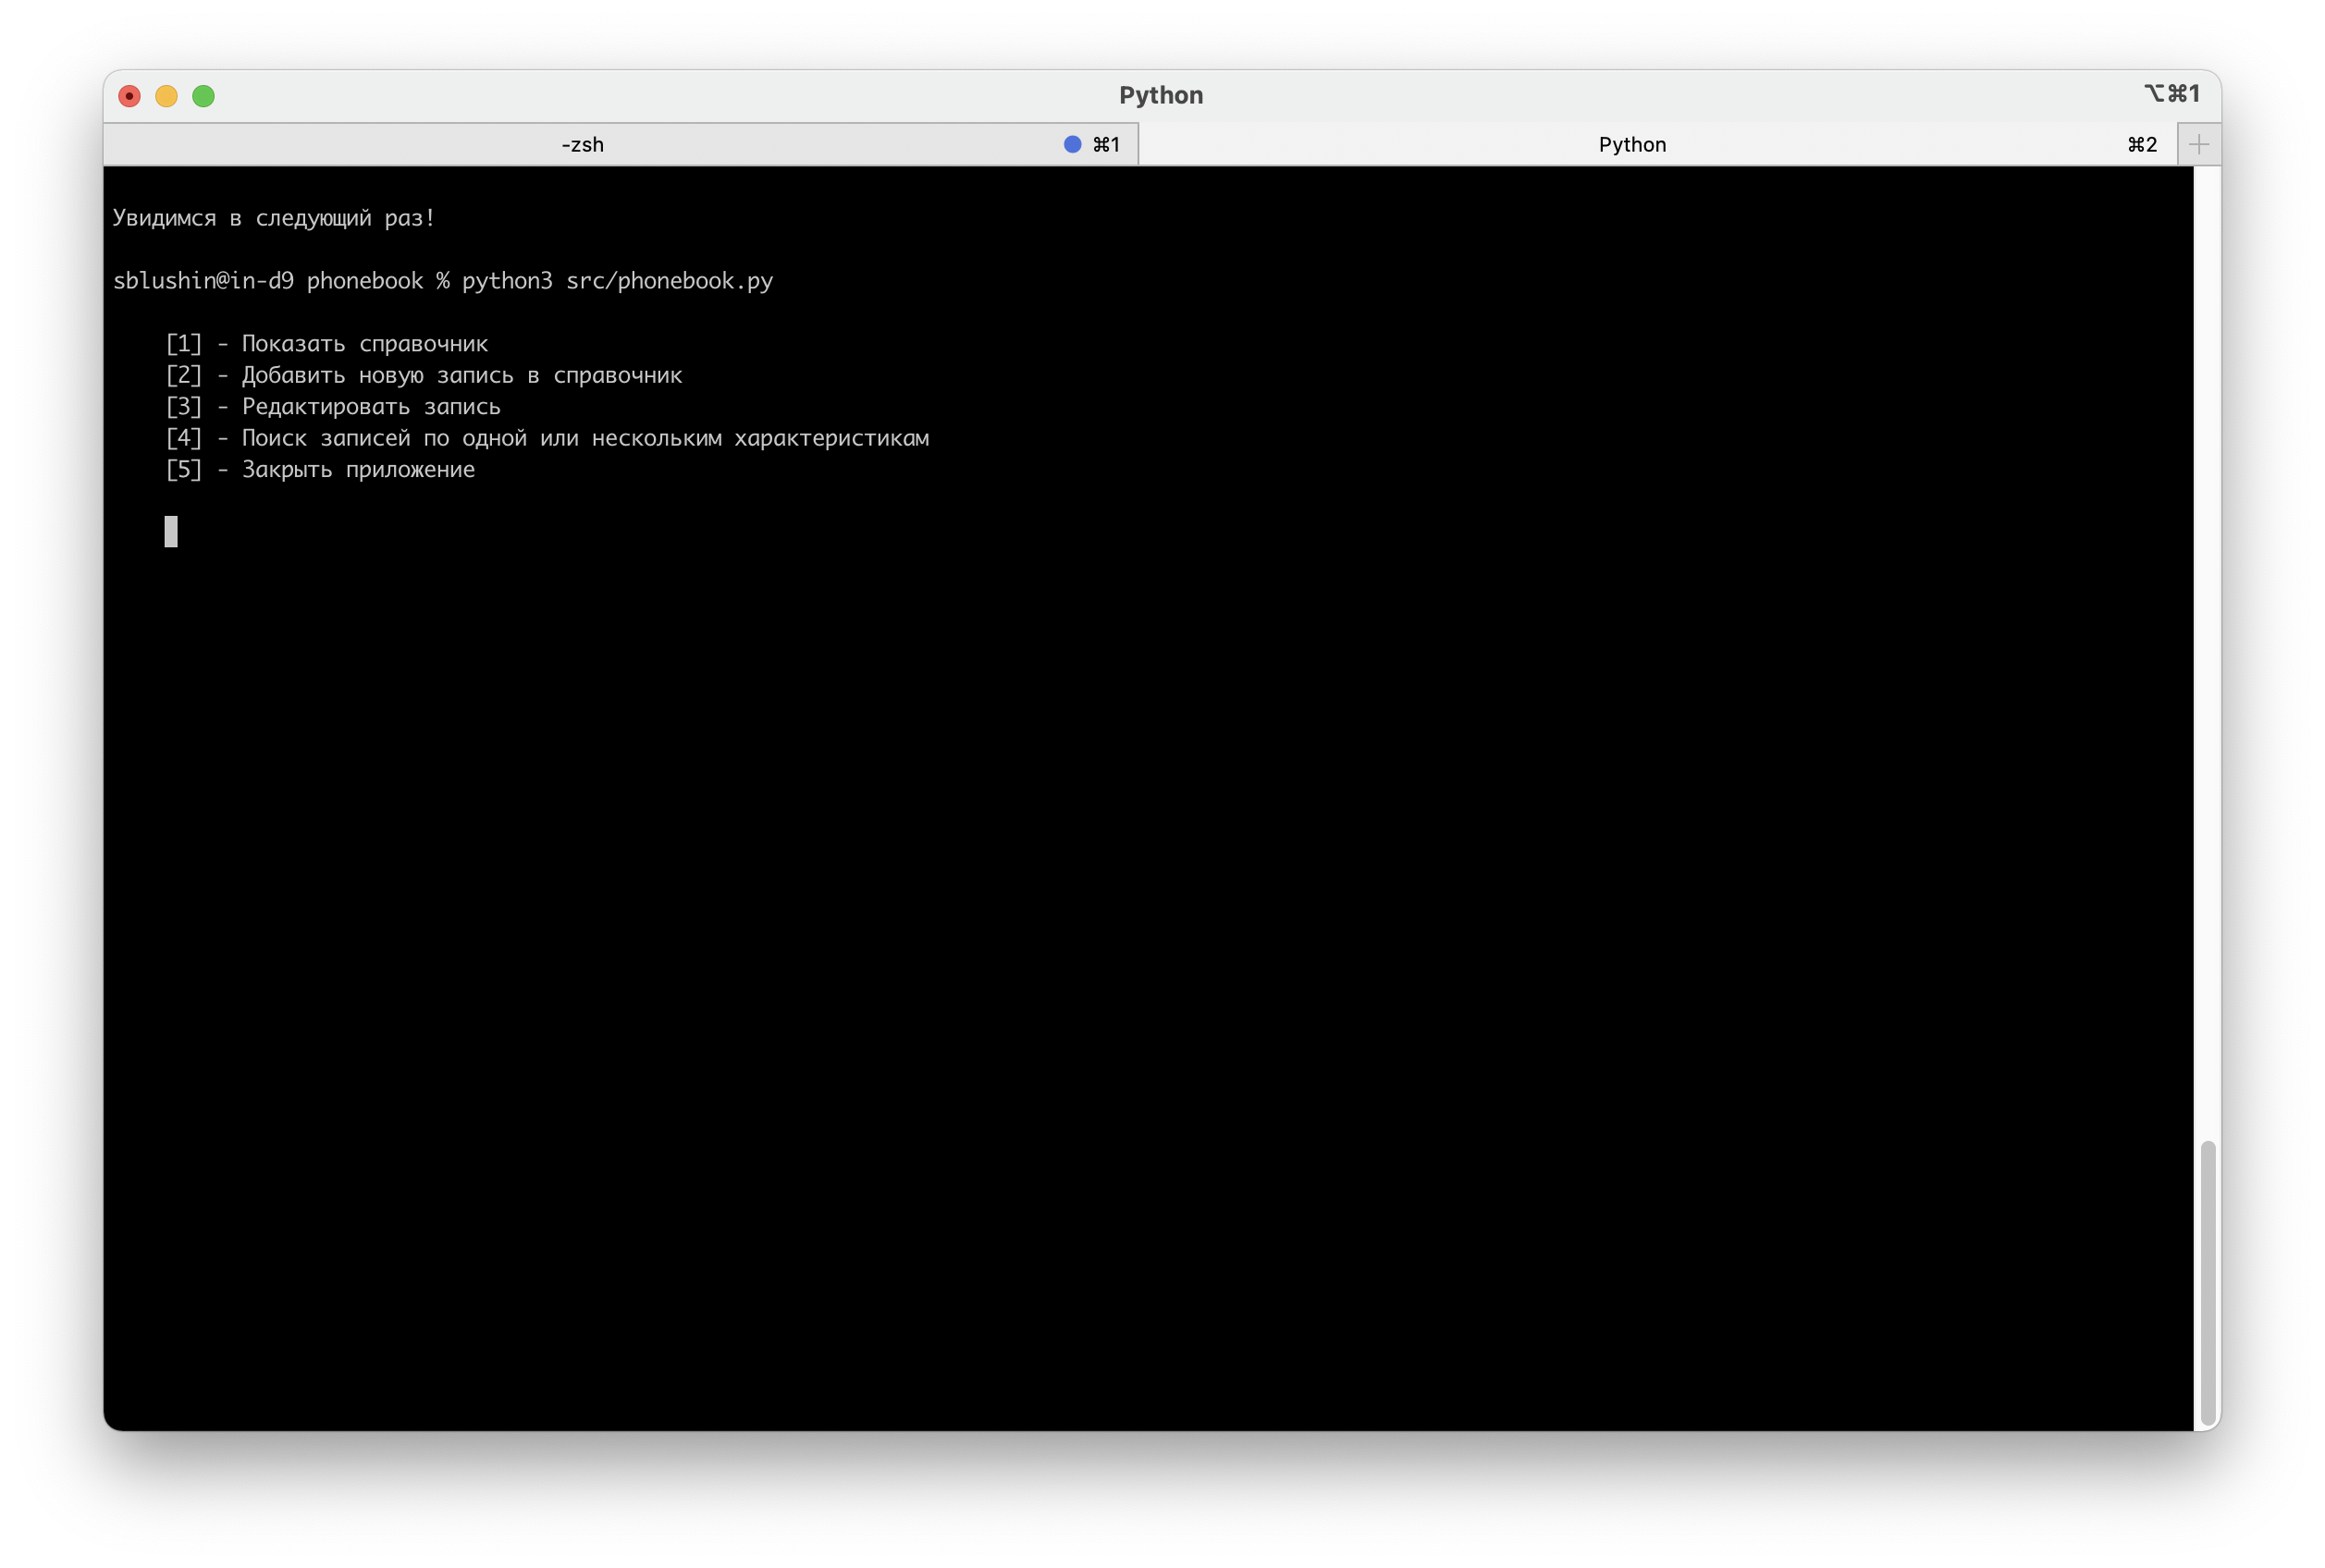 Python
⌥⌘1
-zsh ⌘1 Python ⌘2
Увидимся в следующий раз!
sblushin@in-d9 phonebook % python3 src/phonebook.py
[1] - Показать справочник
[2] - Добавить новую запись в справочник
[3] - Редактировать запись
[4] - Поиск записей по одной или нескольким характеристикам
[5] - Закрыть приложение